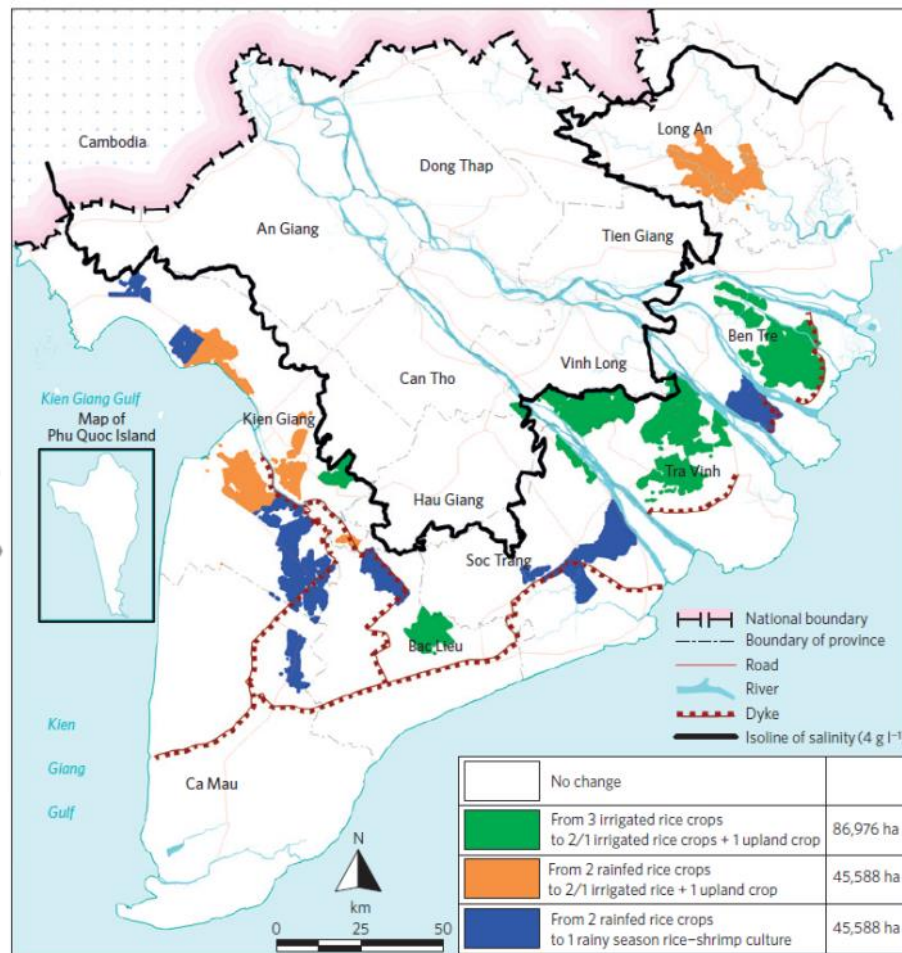 Cambodia
Long An
Dong Thap
An Giang
Tien Giang
Ben Tre
Vinh Long
Can Tho
Kien Giang Gulf
Map of
Phu Quoc Island
Kien Giang
Tra Vinh
Hau Giang
Soc Trang
Bac Lieu
Kien
Giang
Gulf
Ca Mau
National boundary
Boundary of province
Road
River
Dyke
Isoline of salinity (4 g l⁻¹
N
km
0 25 50
No change
From 3 irrigated rice crops
to 2/1 irrigated rice crops + 1 upland crop 86,976 ha
From 2 rainfed rice crops
to 2/1 irrigated rice + 1 upland crop 45,588 ha
From 2 rainfed rice crops
to 1 rainy season rice–shrimp culture 45,588 ha